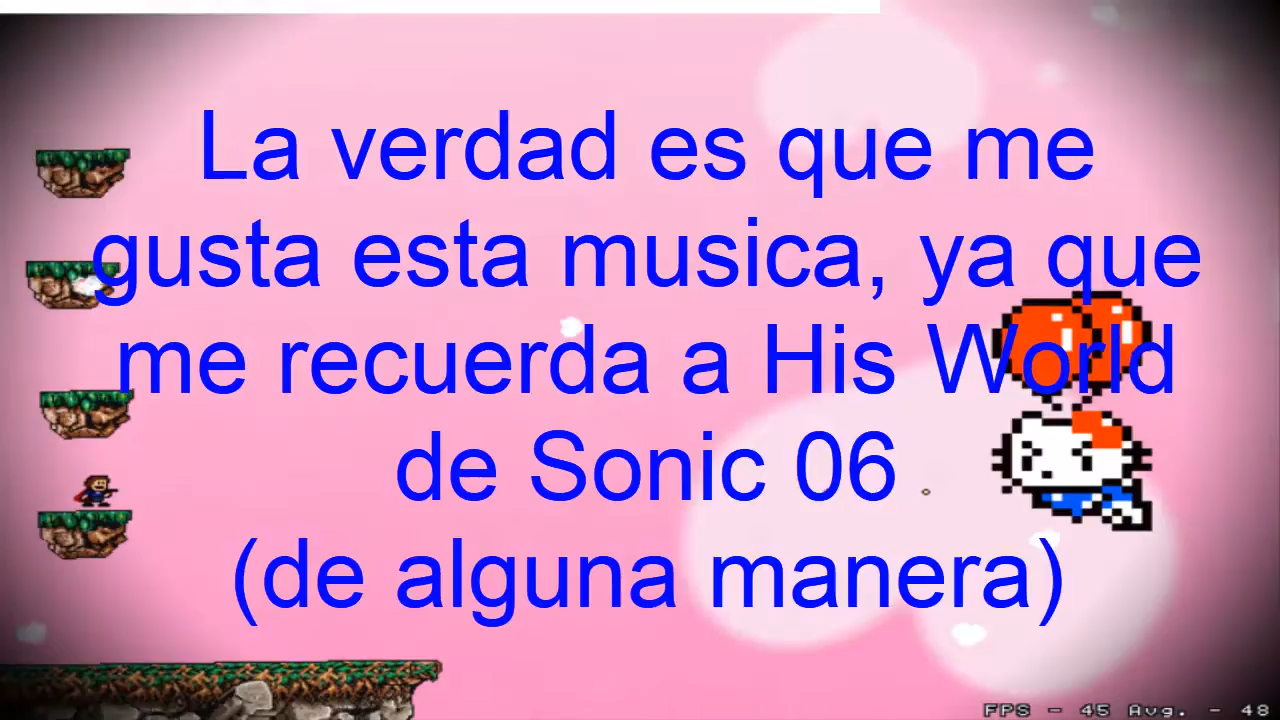 La verdad es que me
gusta esta musica, ya que
me recuerda a His World
de Sonic 06
(de alguna manera)
FPS - 45 Avg. - 48